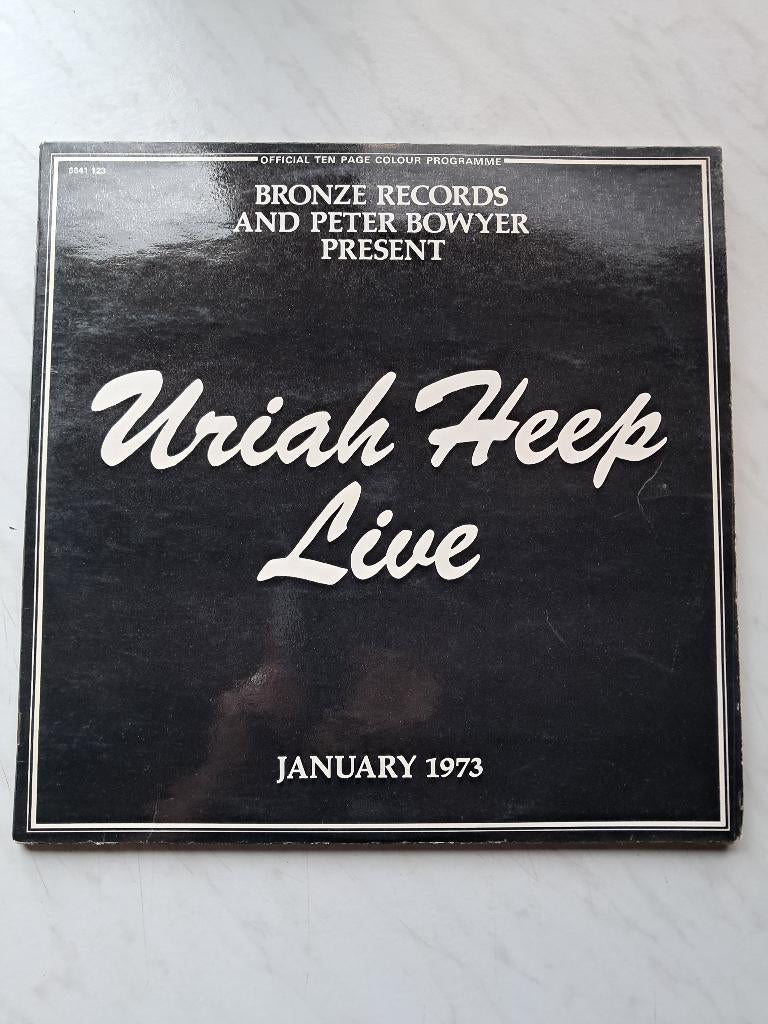 OFFICIAL TEN PAGE COLOUR PROGRAMME
6641 123
BRONZE RECORDS
AND PETER BOWYER
PRESENT
Uriah Heep
Live
JANUARY 1973